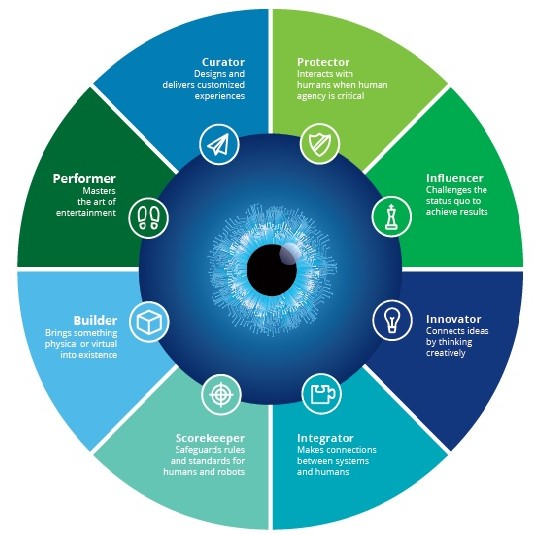 Curator
Designs and
delivers customized
experiences
Protector
Interacts with
humans when human
agency is critical
Influencer
Challenges the
status quo to
achieve results
Innovator
Connects ideas
by thinking
creatively
Integrator
Makes connections
between systems
and humans
Scorekeeper
Safeguards rules
and standards for
humans and robots
Builder
Brings something
physical or virtual
into existence
Performer
Masters
the art of
entertainment